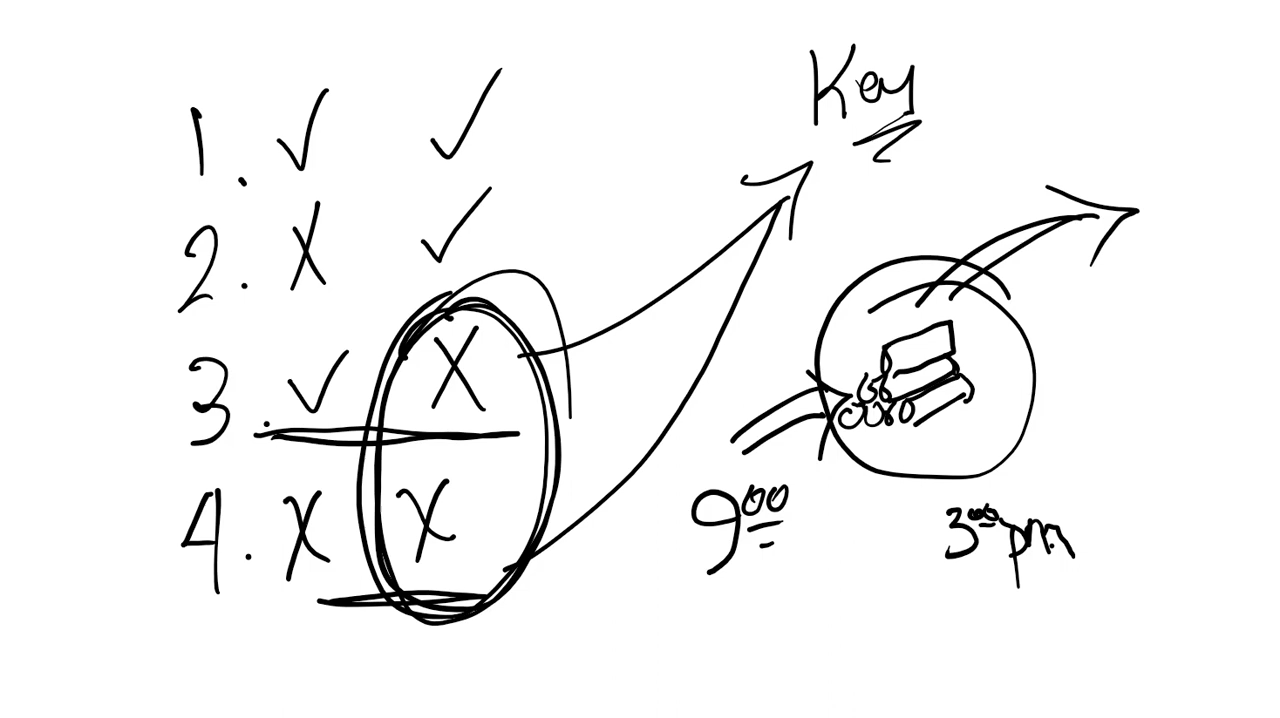 Key
1. ✓ ✓
2. X ✓
3. ✓ X
4. X X
9⁰⁰
3⁰⁰ pm